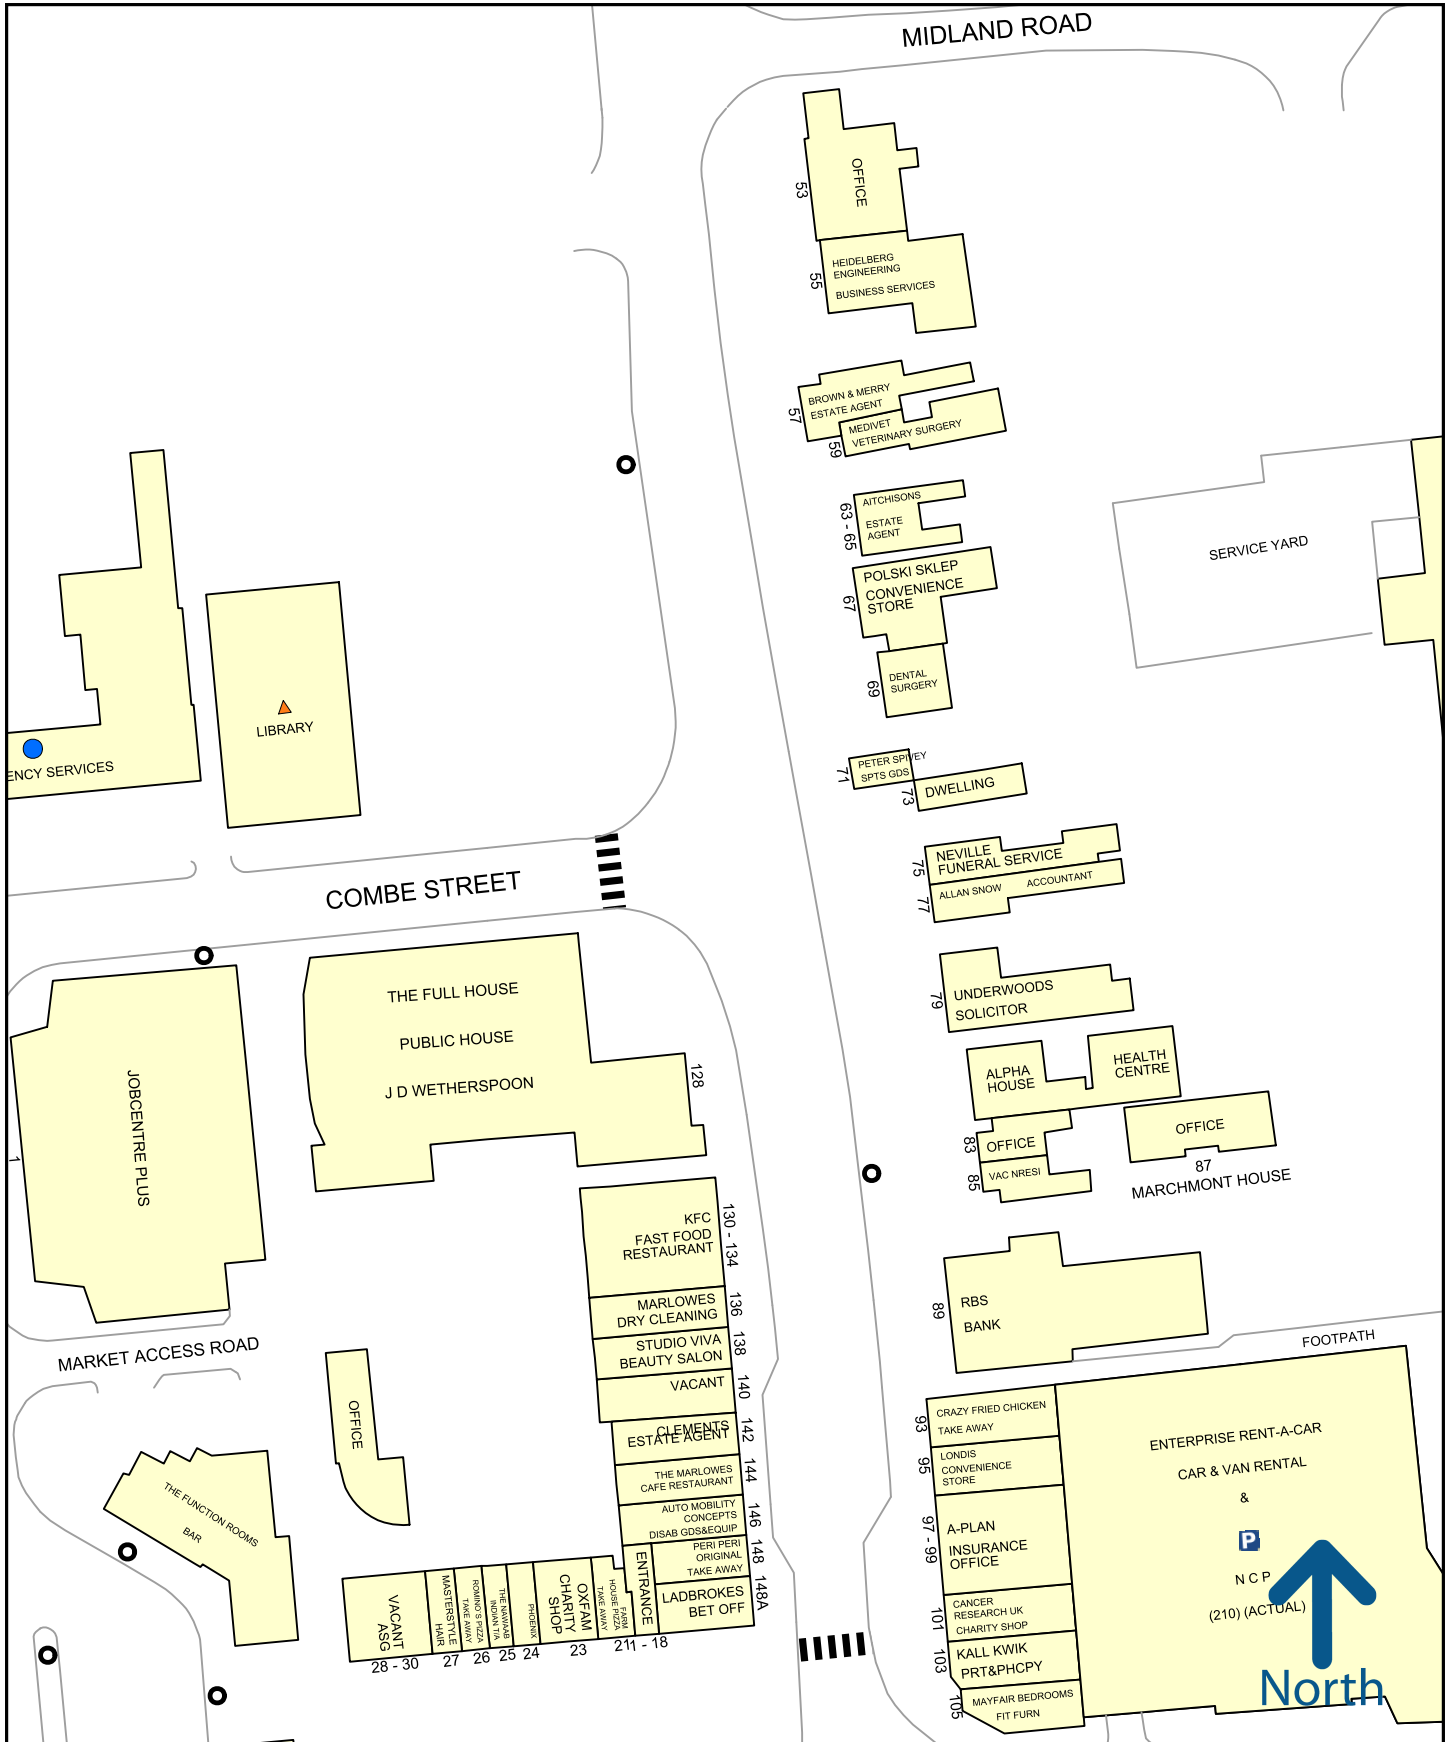 MIDLAND ROAD
53
OFFICE
55
HEIDELBERG
ENGINEERING
BUSINESS SERVICES
57
BROWN & MERRY
ESTATE AGENT
59
MEDIVET
VETERINARY SURGERY
63 - 65
AITCHISONS
ESTATE
AGENT
67
POLSKI SKLEP
CONVENIENCE
STORE
69
DENTAL
SURGERY
SERVICE YARD
LIBRARY
ENCY SERVICES
71
PETER SPIVEY
SPTS GDS
73
DWELLING
75
NEVILLE
FUNERAL SERVICE
77
ALLAN SNOW
ACCOUNTANT
COMBE STREET
79
UNDERWOODS
SOLICITOR
ALPHA
HOUSE
HEALTH
CENTRE
83
OFFICE
85
VAC NRESI
OFFICE
87
MARCHMONT HOUSE
89
RBS
BANK
FOOTPATH
THE FULL HOUSE
PUBLIC HOUSE
J D WETHERSPOON
128
JOBCENTRE PLUS
1
MARKET ACCESS ROAD
KFC
FAST FOOD
RESTAURANT
130 - 134
MARLOWES
DRY CLEANING
136
STUDIO VIVA
BEAUTY SALON
138
VACANT
140
CLEMENTS
ESTATE AGENT
142
THE MARLOWES
CAFE RESTAURANT
144
AUTO MOBILITY
CONCEPTS
DISAB GDS&EQUIP
146
PERI PERI
ORIGINAL
TAKE AWAY
148
LADBROKES
BET OFF
148A
ENTRANCE
OFFICE
THE FUNCTION ROOMS
BAR
VACANT
ASG
28 - 30
MASTERSTYLE
HAIR
27
ROMINO'S PIZZA
TAKE AWAY
26
THE NAWAAB
INDIAN T/A
25
PHOENIX
24
OXFAM
CHARITY
SHOP
23
FARM
HOUSE PIZZA
TAKE AWAY
21
1 - 18
93
CRAZY FRIED CHICKEN
TAKE AWAY
95
LONDIS
CONVENIENCE
STORE
97 - 99
A-PLAN
INSURANCE
OFFICE
101
CANCER
RESEARCH UK
CHARITY SHOP
103
KALL KWIK
PRT&PHCPY
105
MAYFAIR BEDROOMS
FIT FURN
ENTERPRISE RENT-A-CAR
CAR & VAN RENTAL
&
P
N C P
(210) (ACTUAL)
North